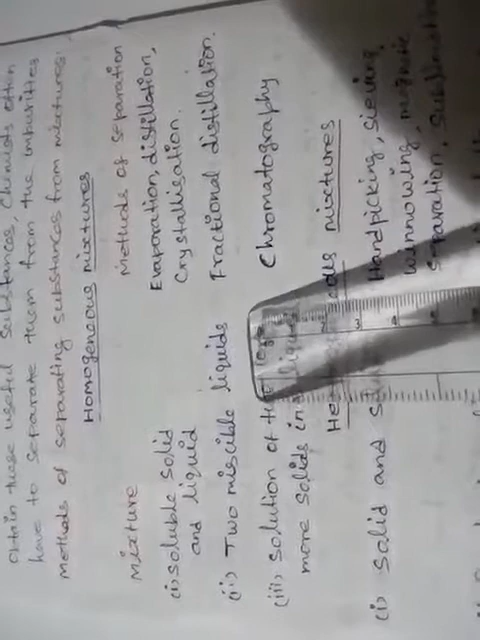 obtain these useful substances, chemists often
have to separate them from the impurities
methods of separating substances from mixtures.
Homogeneous mixtures
Mixture Methods of separation
(i) soluble solid Evaporation, distillation,
and liquid Crystallisation.
(ii) Two miscible liquids Fractional distillation.
(iii) solution of Chromatography
more solids in
mixtures
(i) Solid and Handpicking, sieving
winnowing, magnetic
separation, sublimation